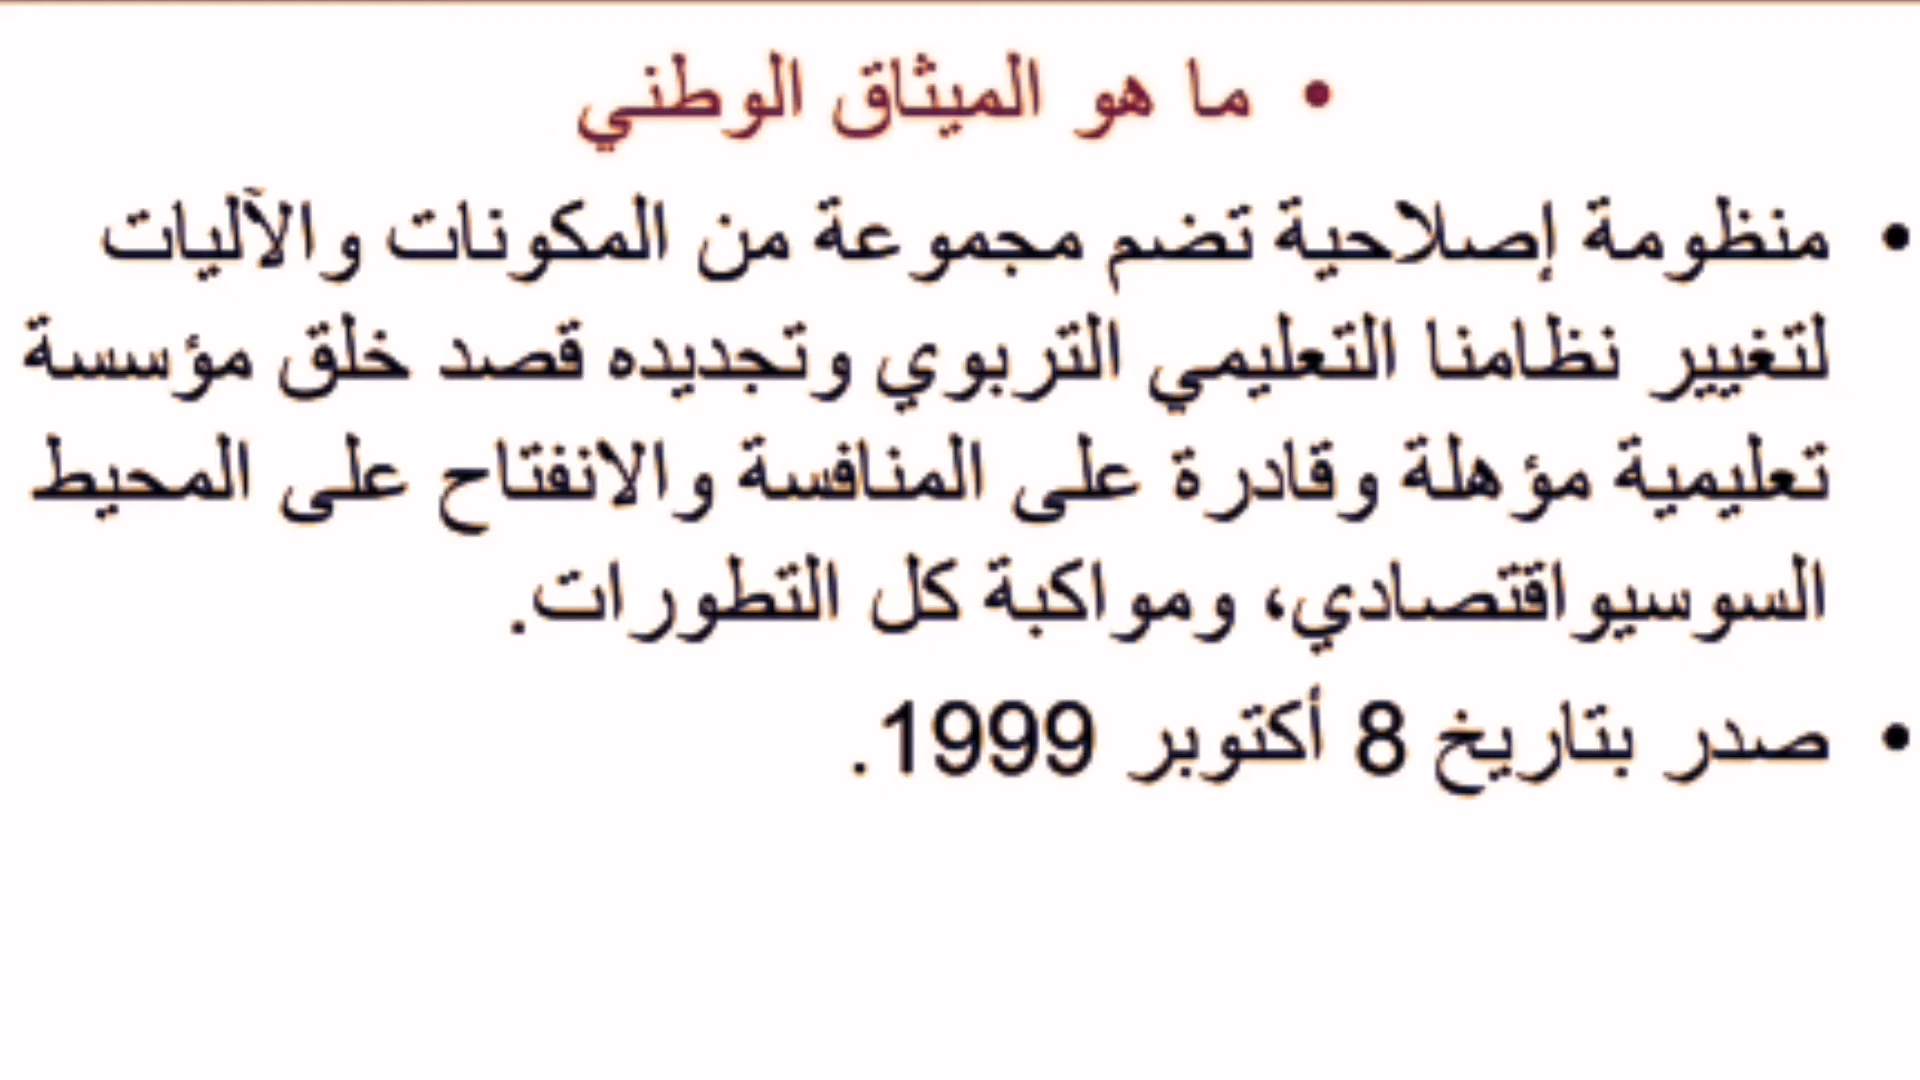 • ما هو الميثاق الوطني
• منظومة إصلاحية تضم مجموعة من المكونات والآليات
لتغيير نظامنا التعليمي التربوي وتجديده قصد خلق مؤسسة
تعليمية مؤهلة وقادرة على المنافسة والانفتاح على المحيط
السوسيواقتصادي، ومواكبة كل التطورات.
• صدر بتاريخ 8 أكتوبر 1999.